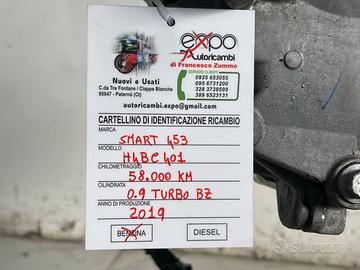 expo
Autoricambi
di Francesco Zummo
SERVIZIO CLIENTI
0935 653055
095 6731041
328 3738599
389 6523131
Nuovi e Usati
C.da Tre Fontane / Ciappe Bianche
95047 - Paternò (Ct)
autoricambi.expo@gmail.com
CARTELLINO DI IDENTIFICAZIONE RICAMBIO
MARCA
SMART 453
MODELLO
H4BC401
CHILOMETRAGGIO
58.000 KM
CILINDRATA
0.9 TURBO BZ
ANNO DI PRODUZIONE
2019
BENZINA
DIESEL
subito